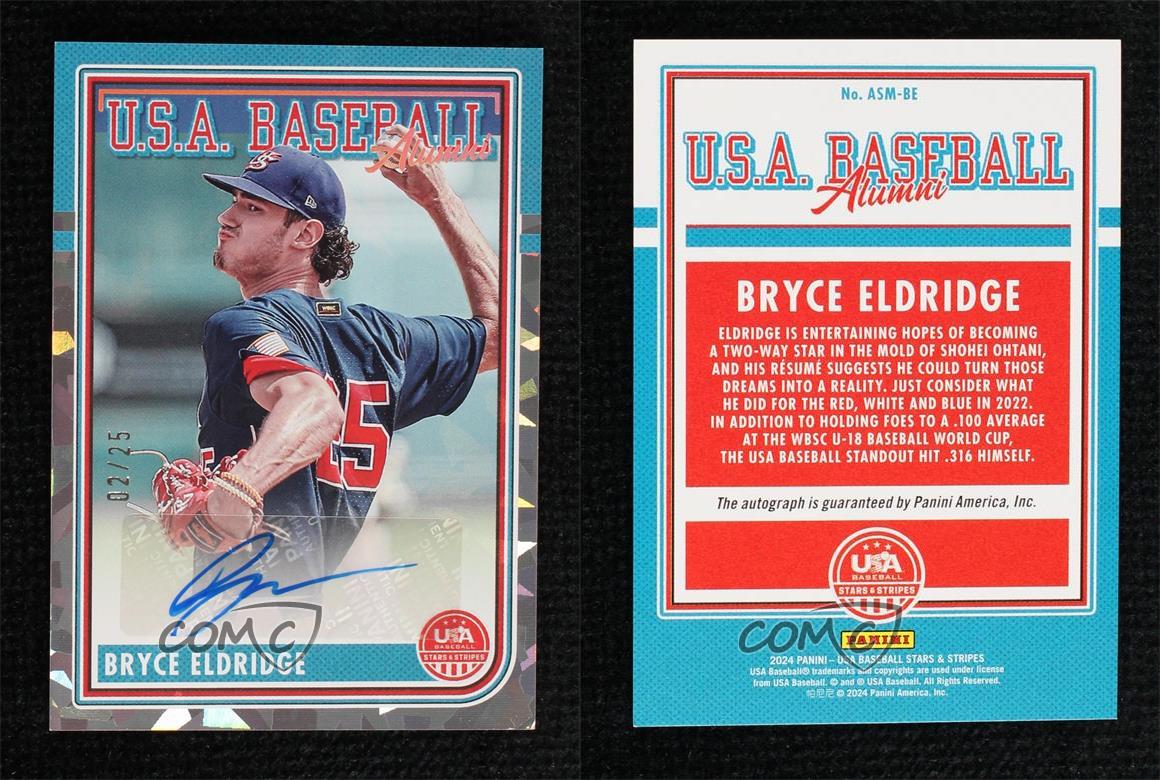 U.S.A. BASEBALL
Alumni
WBSC
25
02/25
COMC
BRYCE ELDRIDGE
USA
BASEBALL
STARS & STRIPES
No. ASM-BE
U.S.A. BASEBALL
Alumni
BRYCE ELDRIDGE
ELDRIDGE IS ENTERTAINING HOPES OF BECOMING
A TWO-WAY STAR IN THE MOLD OF SHOHEI OHTANI,
AND HIS RÉSUMÉ SUGGESTS HE COULD TURN THOSE
DREAMS INTO A REALITY. JUST CONSIDER WHAT
HE DID FOR THE RED, WHITE AND BLUE IN 2022.
IN ADDITION TO HOLDING FOES TO A .100 AVERAGE
AT THE WBSC U-18 BASEBALL WORLD CUP,
THE USA BASEBALL STANDOUT HIT .316 HIMSELF.
The autograph is guaranteed by Panini America, Inc.
USA
BASEBALL
STARS & STRIPES
COMC
PANINI
2024 PANINI – USA BASEBALL STARS & STRIPES
USA Baseball® trademarks and copyrights are used under license
from USA Baseball. © and ® USA Baseball. All Rights Reserved.
帕尼尼 © 2024 Panini America, Inc.